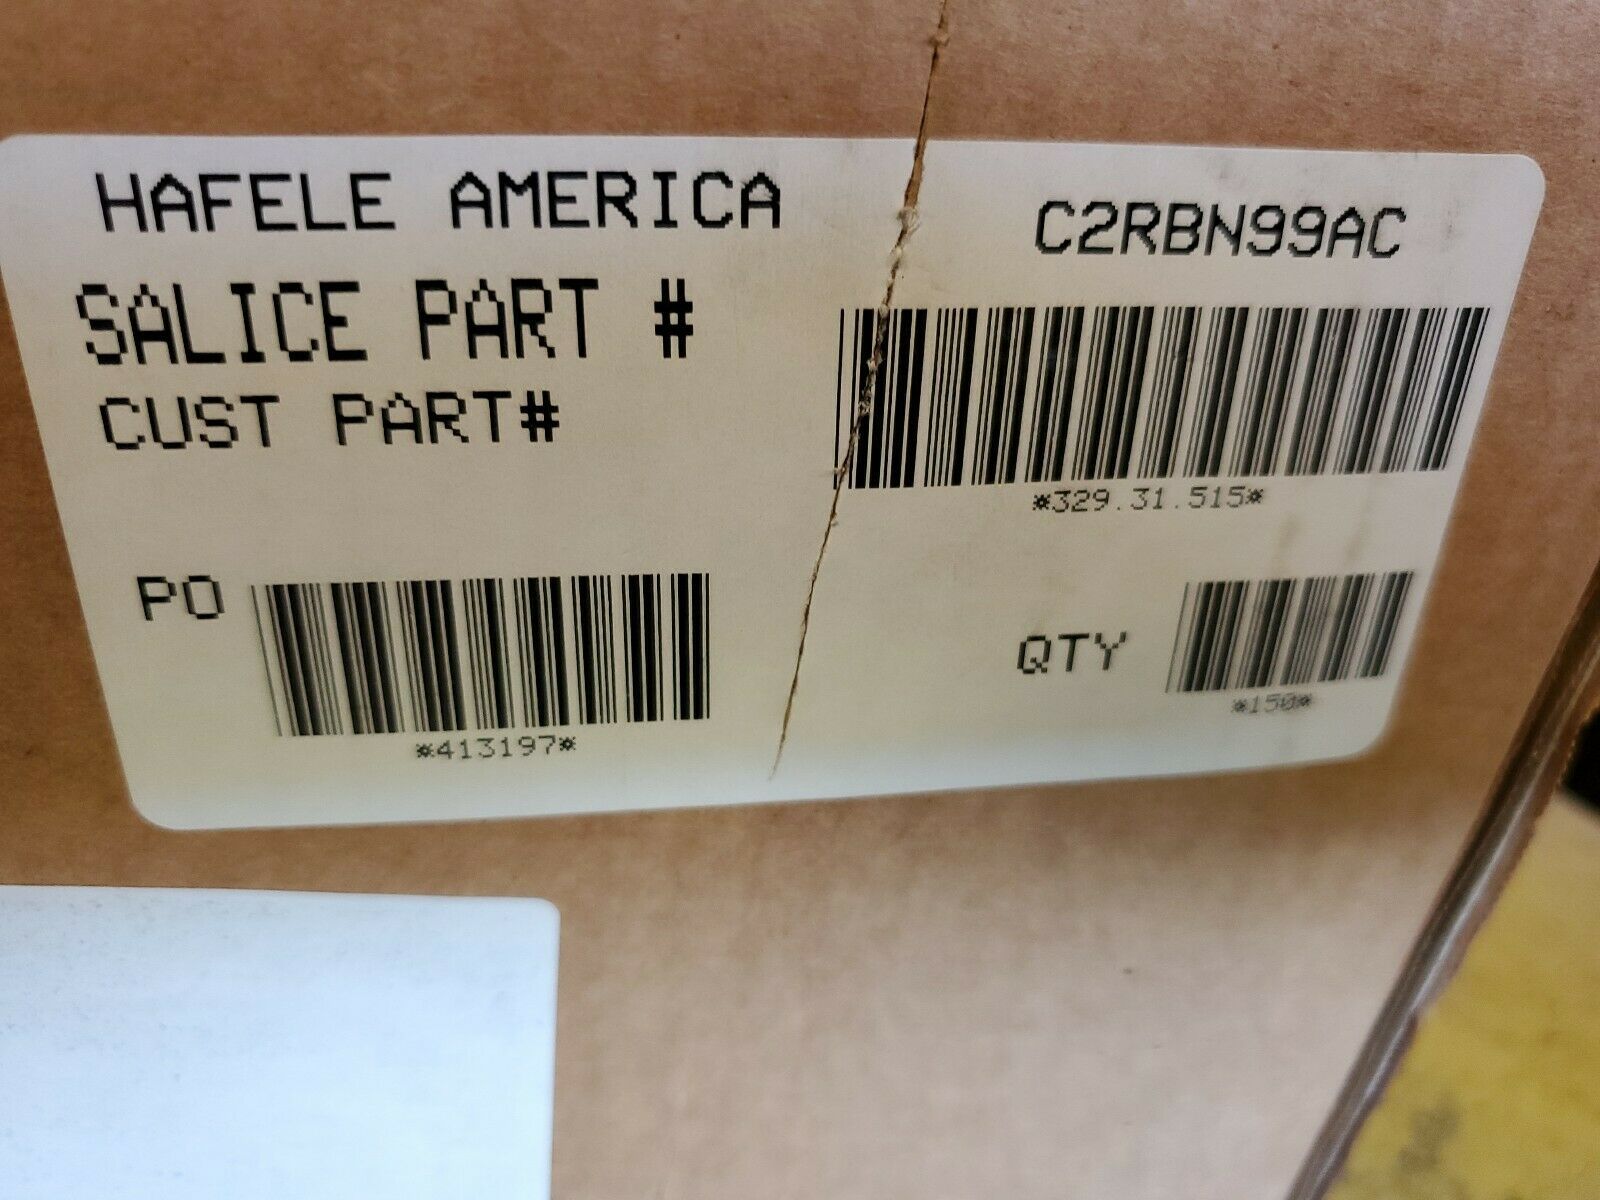 HAFELE AMERICA
C2RBN99AC
SALICE PART #
CUST PART#
*329.31.515*
PO
*413197*
QTY
*150*